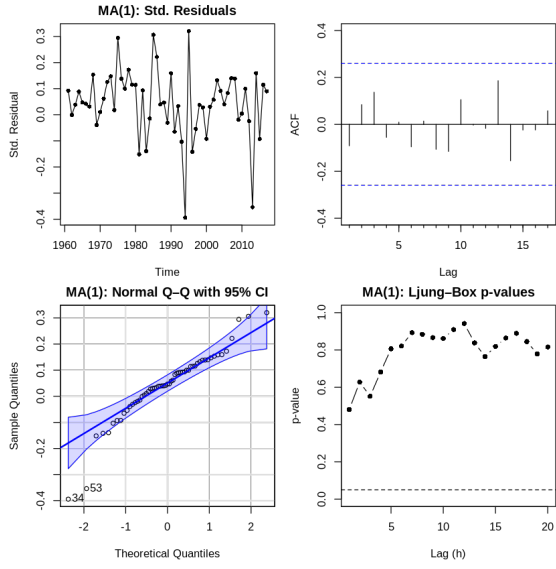 MA(1): Std. Residuals
Std. Residual
0.3
0.1
0.0
-0.2
-0.4
1960 1970 1980 1990 2000 2010
Time
ACF
0.4
0.2
0.0
-0.2
-0.4
5 10 15
Lag
MA(1): Normal Q–Q with 95% CI
Sample Quantiles
0.3
0.2
0.1
0.0
-0.2
-0.4
53
34
-2 -1 0 1 2
Theoretical Quantiles
MA(1): Ljung–Box p-values
p-value
1.0
0.8
0.6
0.4
0.2
0.0
5 10 15 20
Lag (h)